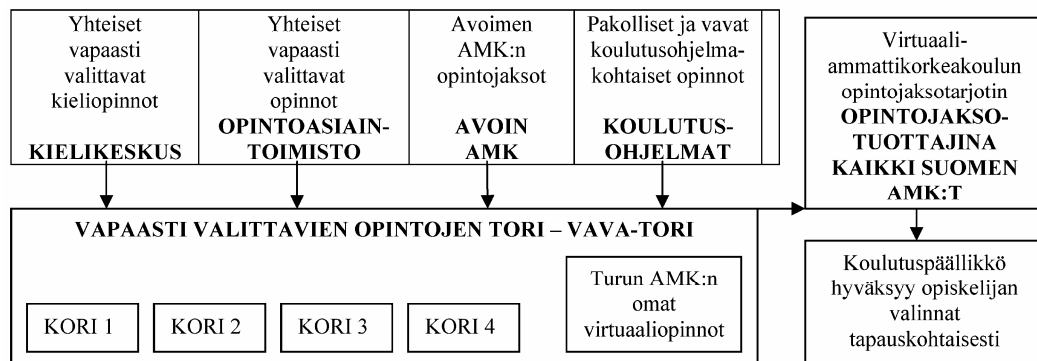 Yhteiset
vapaasti
valittavat
kieliopinnot
KIELIKESKUS
Yhteiset
vapaasti
valittavat
opinnot
OPINTOASIAIN-
TOIMISTO
Avoimen
AMK:n
opintojaksot
AVOIN
AMK
Pakolliset ja vavat
koulutusohjelma-
kohtaiset opinnot
KOULUTUS-
OHJELMAT
Virtuaali-
ammattikorkeakoulun
opintojaksotarjotin
OPINTOJAKSO-
TUOTTAJINA
KAIKKI SUOMEN
AMK:T
VAPAASTI VALITTAVIEN OPINTOJEN TORI – VAVA-TORI
KORI 1
KORI 2
KORI 3
KORI 4
Turun AMK:n
omat
virtuaaliopinnot
Koulutuspäällikkö
hyväksyy opiskelijan
valinnat
tapauskohtaisesti